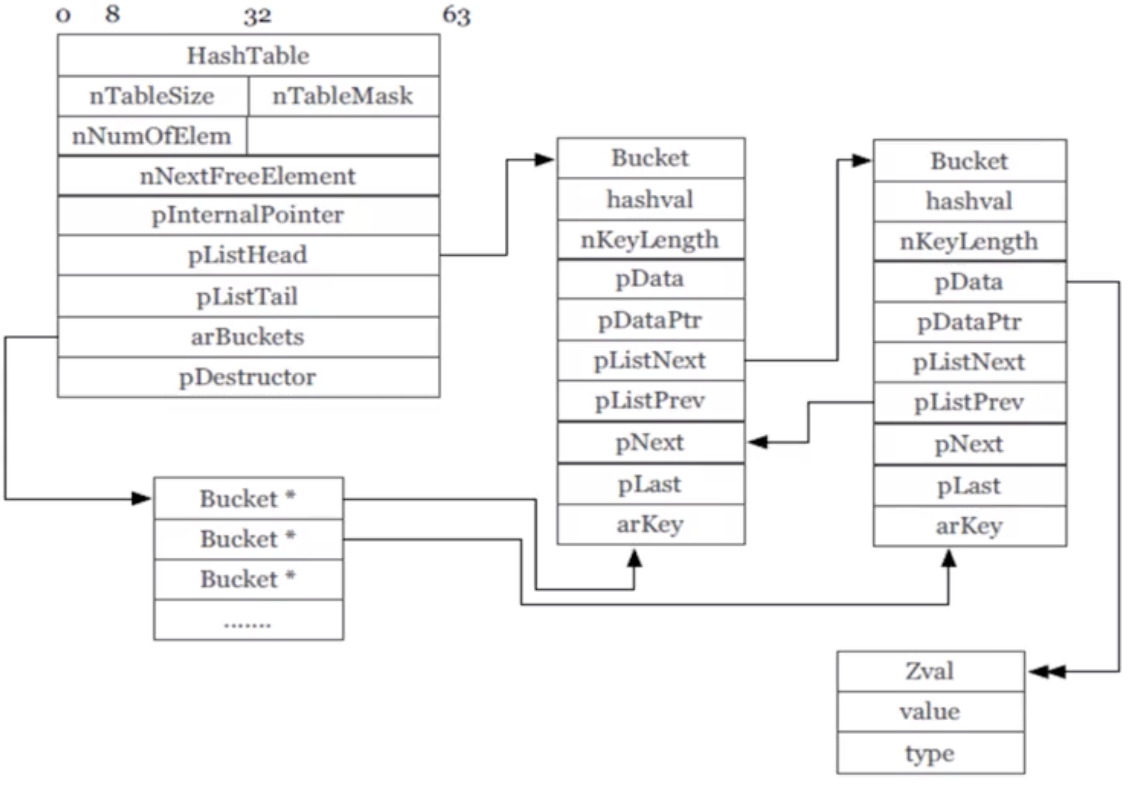 0 8 32 63
HashTable
nTableSize nTableMask
nNumOfElem
nNextFreeElement
pInternalPointer
pListHead
pListTail
arBuckets
pDestructor
Bucket
hashval
nKeyLength
pData
pDataPtr
pListNext
pListPrev
pNext
pLast
arKey
Bucket
hashval
nKeyLength
pData
pDataPtr
pListNext
pListPrev
pNext
pLast
arKey
Bucket *
Bucket *
Bucket *
.......
Zval
value
type